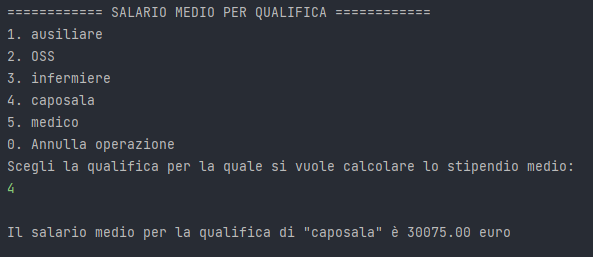 ============ SALARIO MEDIO PER QUALIFICA ============
1. ausiliare
2. OSS
3. infermiere
4. caposala
5. medico
0. Annulla operazione
Scegli la qualifica per la quale si vuole calcolare lo stipendio medio:
4
Il salario medio per la qualifica di "caposala" è 30075.00 euro